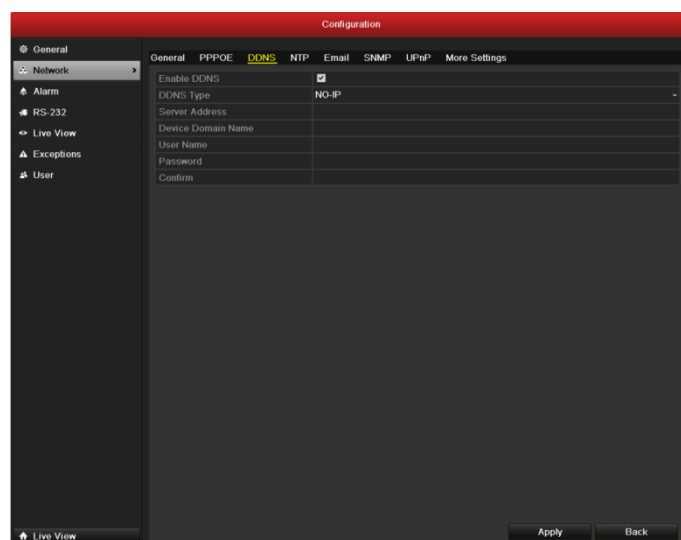 Configuration
General
Network
Alarm
RS-232
Live View
Exceptions
User
General PPPOE DDNS NTP Email SNMP UPnP More Settings
Enable DDNS
DDNS Type NO-IP
Server Address
Device Domain Name
User Name
Password
Confirm
Live View
Apply Back